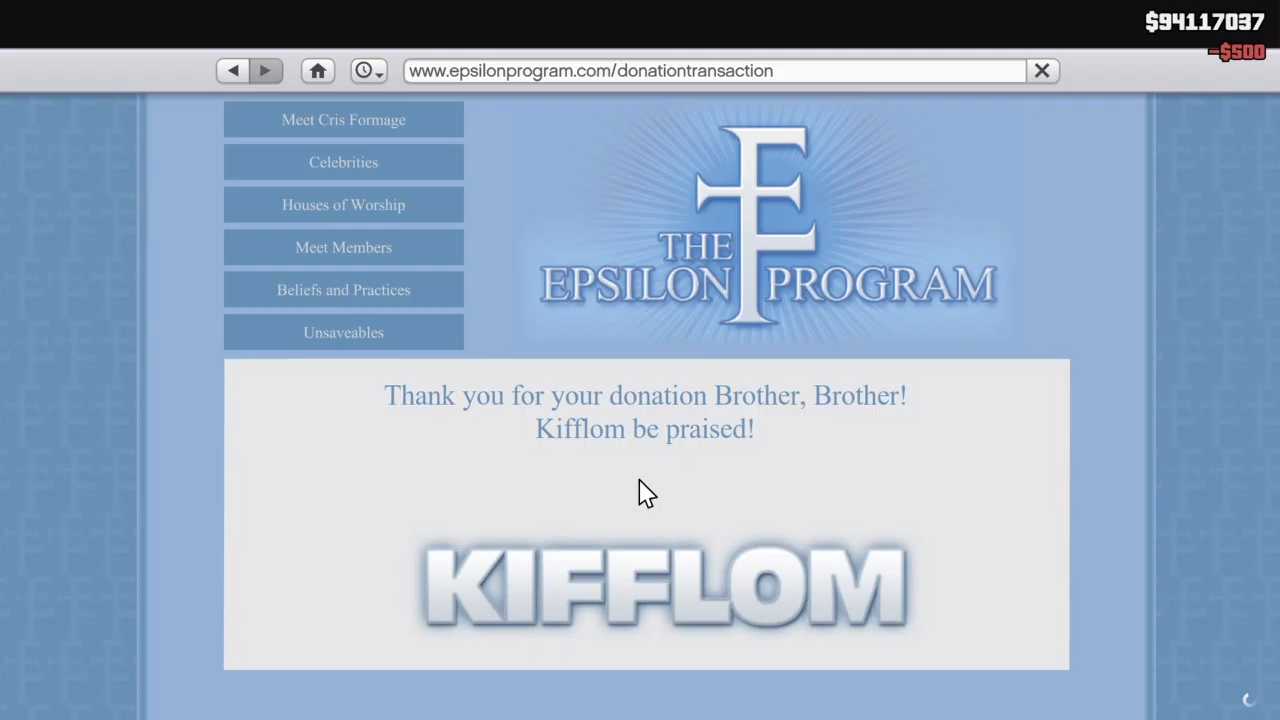 $94117037
-$500
www.epsilonprogram.com/donationtransaction
Meet Cris Formage
Celebrities
Houses of Worship
Meet Members
Beliefs and Practices
Unsaveables
THE
EPSILON PROGRAM
Thank you for your donation Brother, Brother!
Kifflom be praised!
KIFFLOM